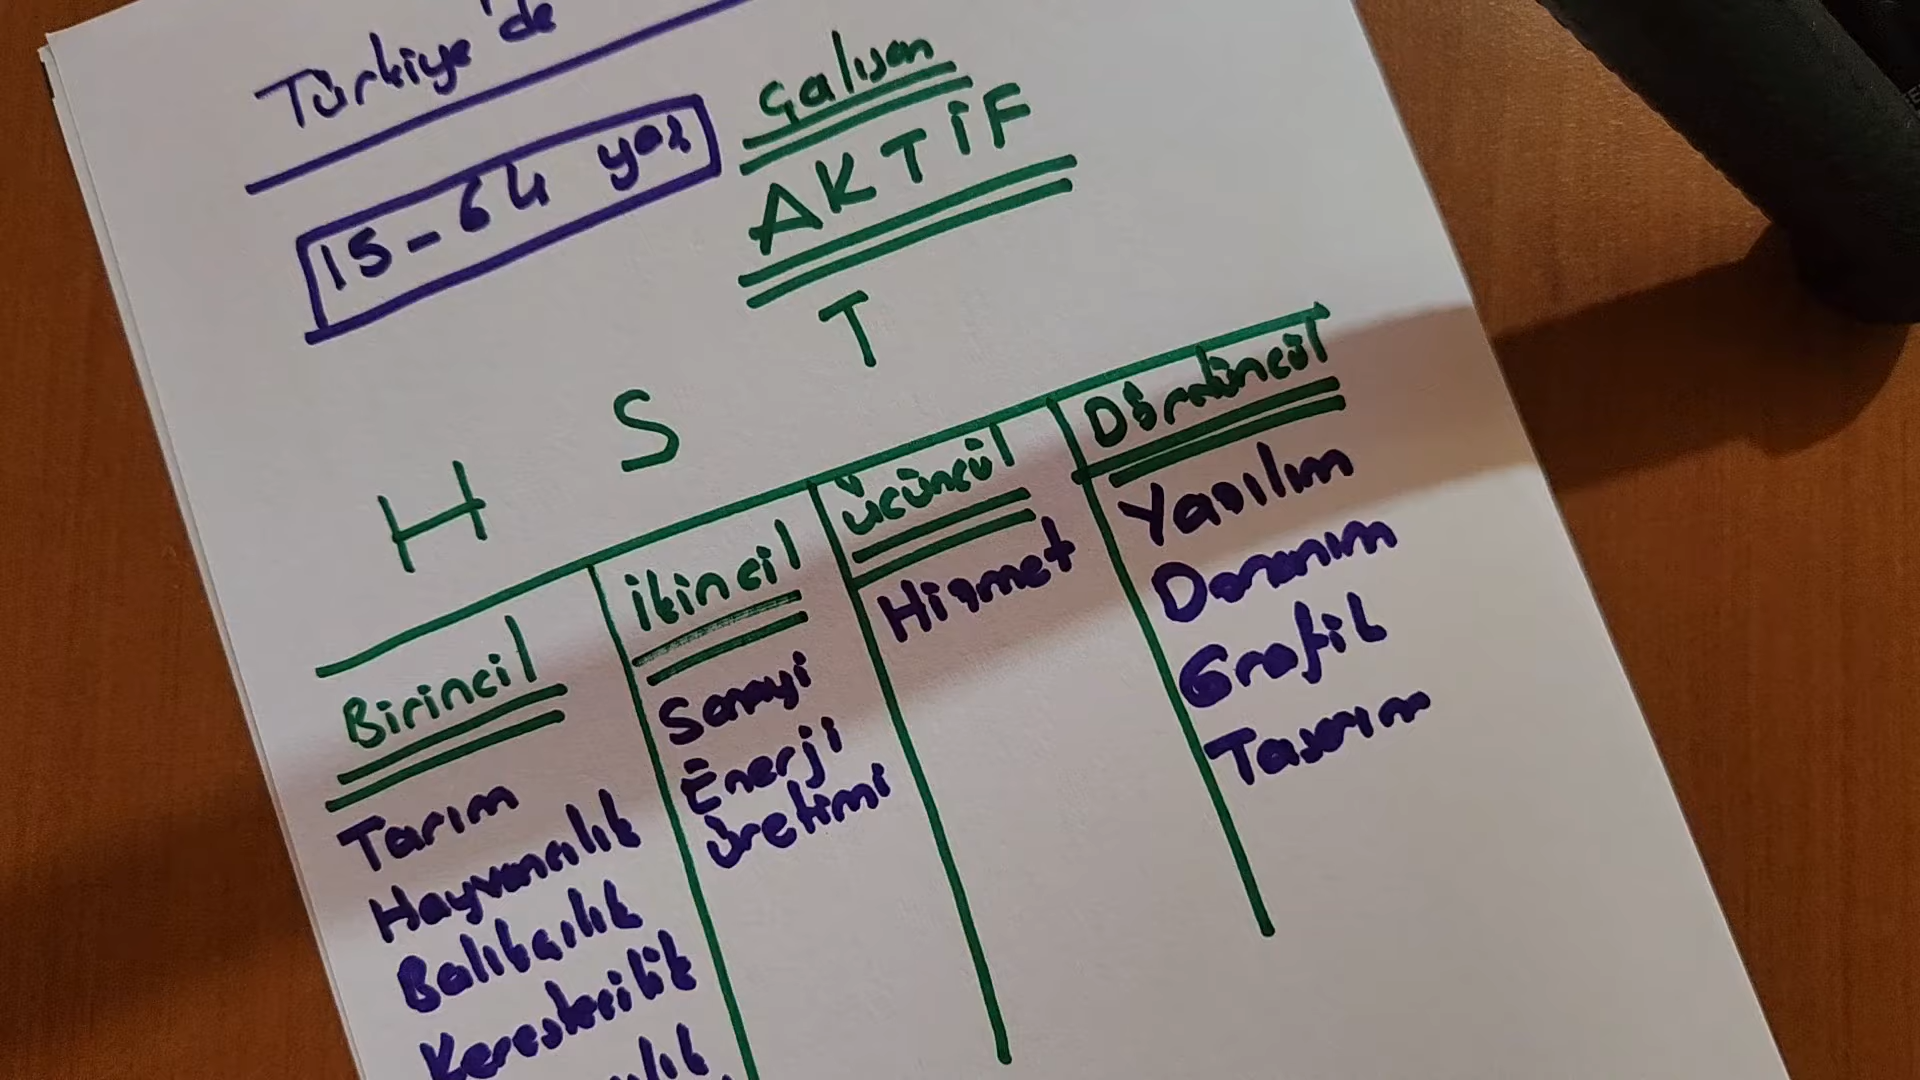 Türkiye'de
15-64 yaş
Çalışan
AKTİF
H S T
Birincil
Tarım
Hayvancılık
Balıkçılık
Kerestecilik
İkincil
Sanayi
Enerji
Üretimi
Üçüncül
Hizmet
Dördüncül
Yazılım
Donanım
Grafik
Tasarım